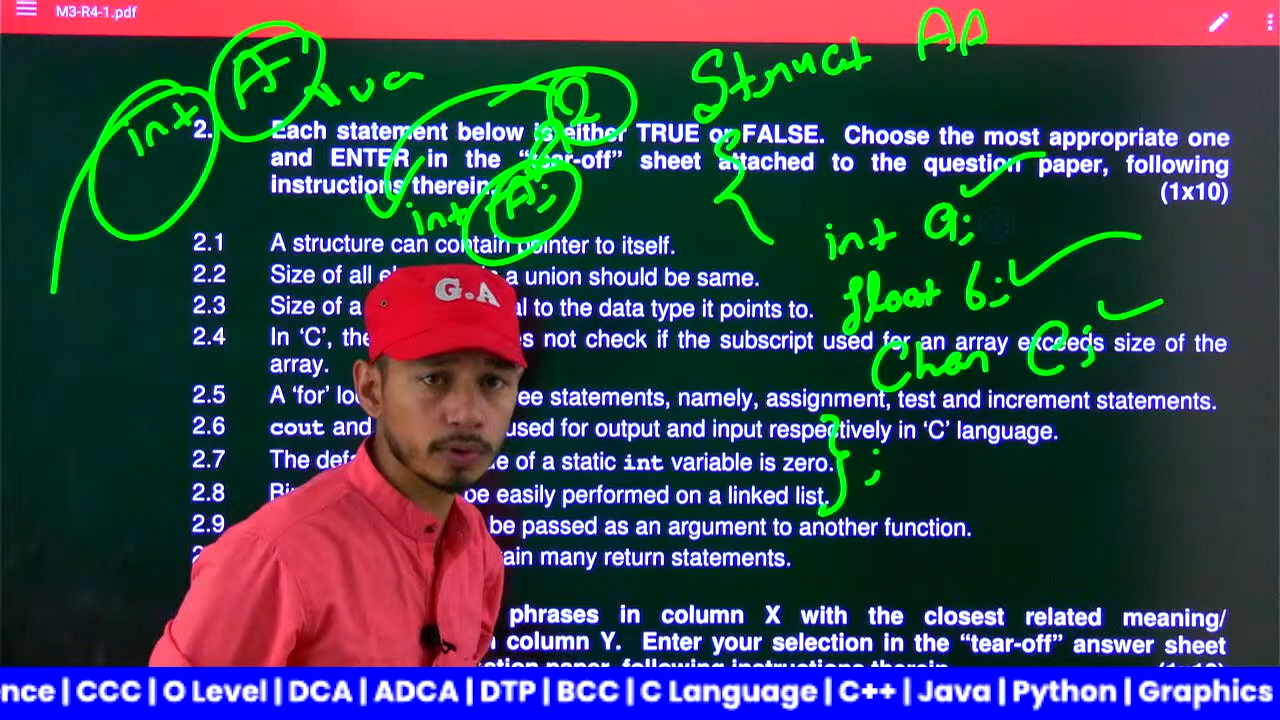 M3-R4-1.pdf
int A Java
Struct AA
{
int a;
float b;
Char C;
};
2
int A;
2. Each statement below is either TRUE or FALSE. Choose the most appropriate one
and ENTER in the "tear-off" sheet attached to the question paper, following
instructions therein. (1x10)
2.1 A structure can contain pointer to itself.
2.2 Size of all a union should be same.
2.3 Size of a to the data type it points to.
2.4 In 'C', the not check if the subscript used for an array exceeds size of the
array.
2.5 A 'for' statements, namely, assignment, test and increment statements.
2.6 cout and used for output and input respectively in 'C' language.
2.7 The of a static int variable is zero.
2.8 be easily performed on a linked list.
2.9 be passed as an argument to another function.
many return statements.
phrases in column X with the closest related meaning/
column Y. Enter your selection in the "tear-off" answer sheet
paper, following instructions therein.
G.A
| CCC | O Level | DCA | ADCA | DTP | BCC | C Language | C++ | Java | Python | Graphics